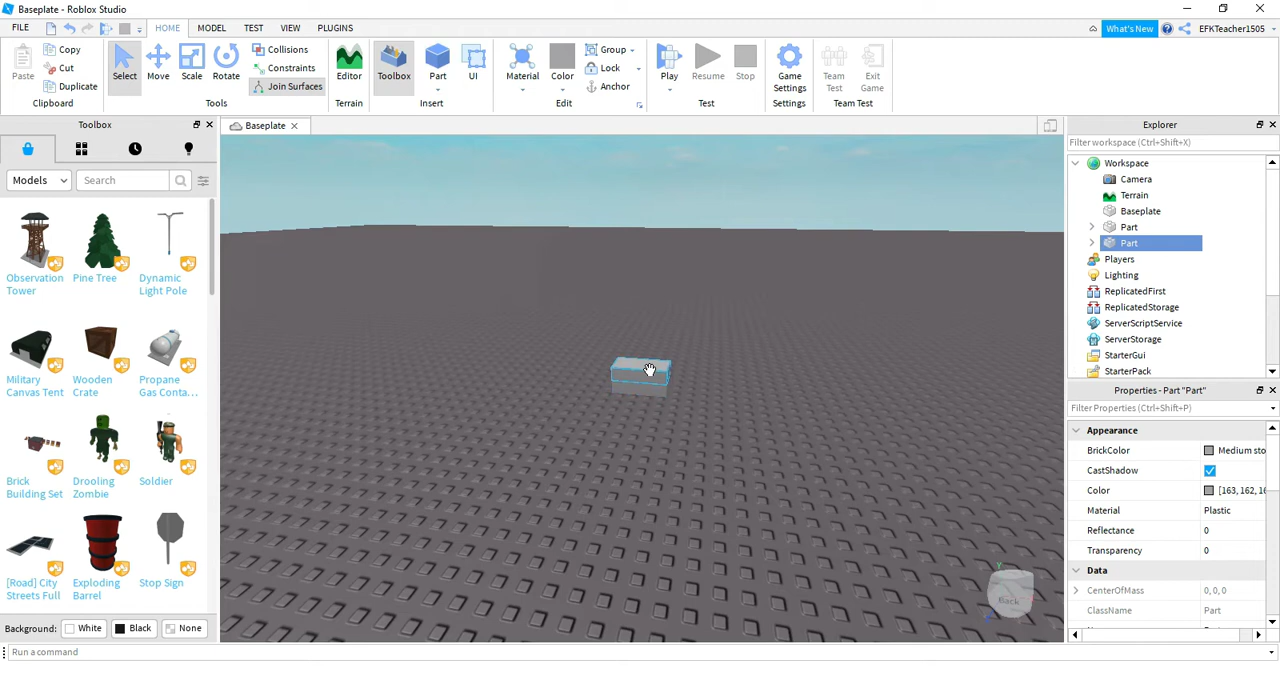 Baseplate - Roblox Studio
FILE HOME MODEL TEST VIEW PLUGINS What's New EFKTeacher1505
Paste Copy Cut Duplicate Clipboard
Select Move Scale Rotate Collisions Constraints Join Surfaces Tools
Editor Terrain
Toolbox Part UI Insert
Material Color Group Lock Anchor Edit
Play Resume Stop Test
Game Settings Settings
Team Test Exit Game Team Test
Toolbox
Models Search
Observation Tower
Pine Tree
Dynamic Light Pole
Military Canvas Tent
Wooden Crate
Propane Gas Conta...
Brick Building Set
Drooling Zombie
Soldier
[Road] City Streets Full
Exploding Barrel
Stop Sign
Background: White Black None
Baseplate
Back
Y
Explorer
Filter workspace (Ctrl+Shift+X)
Workspace
Camera
Terrain
Baseplate
Part
Part
Players
Lighting
ReplicatedFirst
ReplicatedStorage
ServerScriptService
ServerStorage
StarterGui
StarterPack
Properties - Part "Part"
Filter Properties (Ctrl+Shift+P)
Appearance
BrickColor Medium sto
CastShadow
Color [163, 162, 16
Material Plastic
Reflectance 0
Transparency 0
Data
CenterOfMass 0, 0, 0
ClassName Part
Run a command